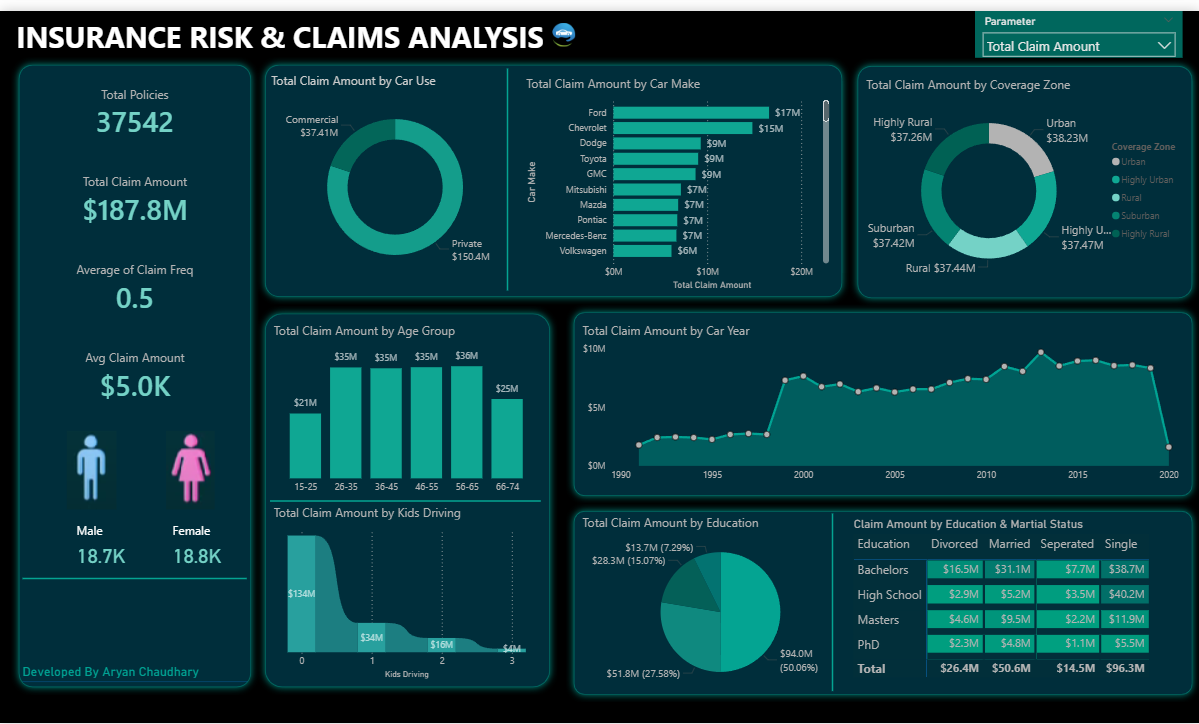 INSURANCE RISK & CLAIMS ANALYSIS
Parameter
Total Claim Amount
Total Policies
37542
Total Claim Amount
$187.8M
Average of Claim Freq
0.5
Avg Claim Amount
$5.0K
Male
Female
18.7K
18.8K
Developed By Aryan Chaudhary
Total Claim Amount by Car Use
Commercial
$37.41M
Private
$150.4M
Total Claim Amount by Car Make
Car Make
Ford $17M
Chevrolet $15M
Dodge $9M
Toyota $9M
GMC $9M
Mitsubishi $7M
Mazda $7M
Pontiac $7M
Mercedes-Benz $7M
Volkswagen $6M
$0M $10M $20M
Total Claim Amount
Total Claim Amount by Coverage Zone
Highly Rural
$37.26M
Urban
$38.23M
Suburban
$37.42M
Highly U...
$37.47M
Rural $37.44M
Coverage Zone
Urban
Highly Urban
Rural
Suburban
Highly Rural
Total Claim Amount by Age Group
$21M $35M $35M $35M $36M $25M
15-25 26-35 36-45 46-55 56-65 66-74
Total Claim Amount by Kids Driving
$134M $34M $16M $4M
0 1 2 3
Kids Driving
Total Claim Amount by Car Year
$10M
$5M
$0M
1990 1995 2000 2005 2010 2015 2020
Total Claim Amount by Education
$13.7M (7.29%)
$28.3M (15.07%)
$94.0M
(50.06%)
$51.8M (27.58%)
Claim Amount by Education & Martial Status
Education Divorced Married Seperated Single
Bachelors $16.5M $31.1M $7.7M $38.7M
High School $2.9M $5.2M $3.5M $40.2M
Masters $4.6M $9.5M $2.2M $11.9M
PhD $2.3M $4.8M $1.1M $5.5M
Total $26.4M $50.6M $14.5M $96.3M